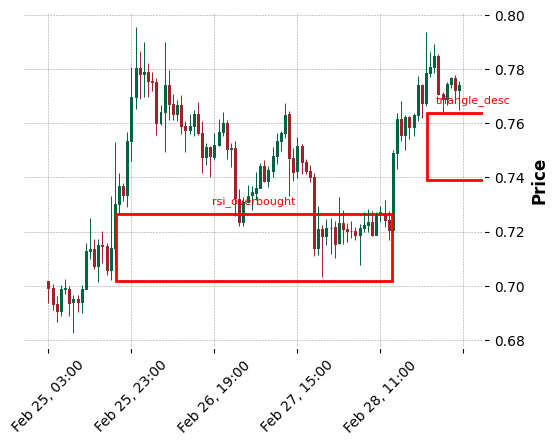 0.80
0.78
triangle_desc
0.76
0.74
rsi_overbought
0.72
0.70
0.68
Price
Feb 25, 03:00
Feb 25, 23:00
Feb 26, 19:00
Feb 27, 15:00
Feb 28, 11:00